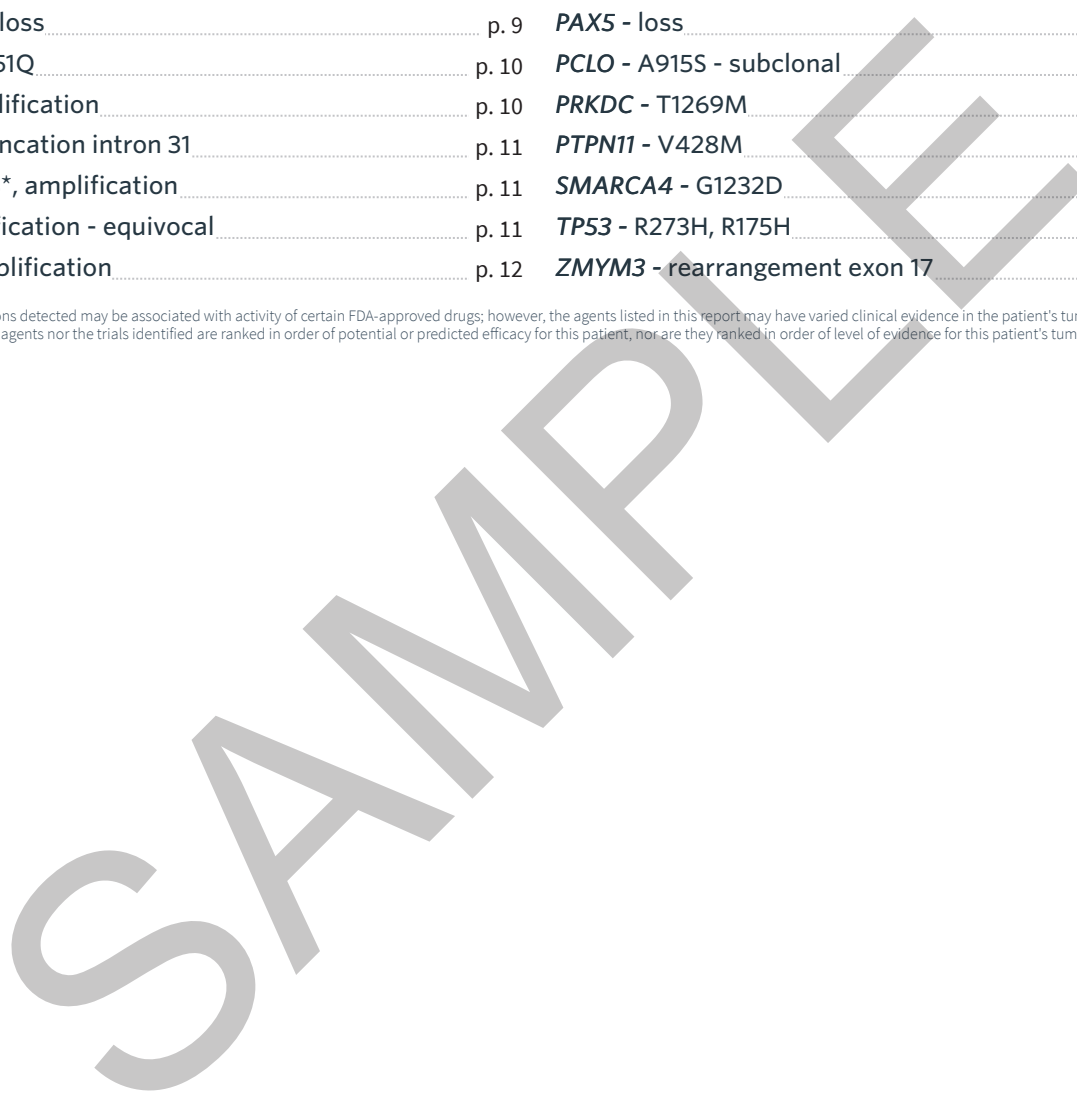 loss p. 9
51Q p. 10
lification p. 10
ncation intron 31 p. 11
*, amplification p. 11
ication - equivocal p. 11
plification p. 12
PAX5 - loss
PCLO - A915S - subclonal
PRKDC - T1269M
PTPN11 - V428M
SMARCA4 - G1232D
TP53 - R273H, R175H
ZMYM3 - rearrangement exon 17
ons detected may be associated with activity of certain FDA-approved drugs; however, the agents listed in this report may have varied clinical evidence in the patient's tu
agents nor the trials identified are ranked in order of potential or predicted efficacy for this patient, nor are they ranked in order of level of evidence for this patient's tum
SAMPLE